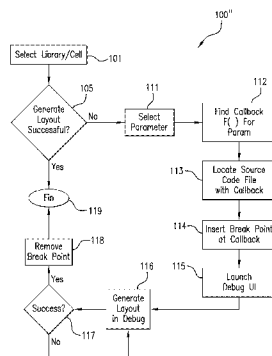 100"
Select Library/Cell
101
105
Generate
Layout
Successful?
No
Yes
111
Select
Parameter
112
Find Callback
F( ) For
Param
113
Locate Source
Code File
with Callback
114
Insert Break Point
at Callback
115
Launch
Debug UI
116
Generate
Layout
in Debug
Success?
117
No
Yes
Remove
Break Point
118
Fin
119